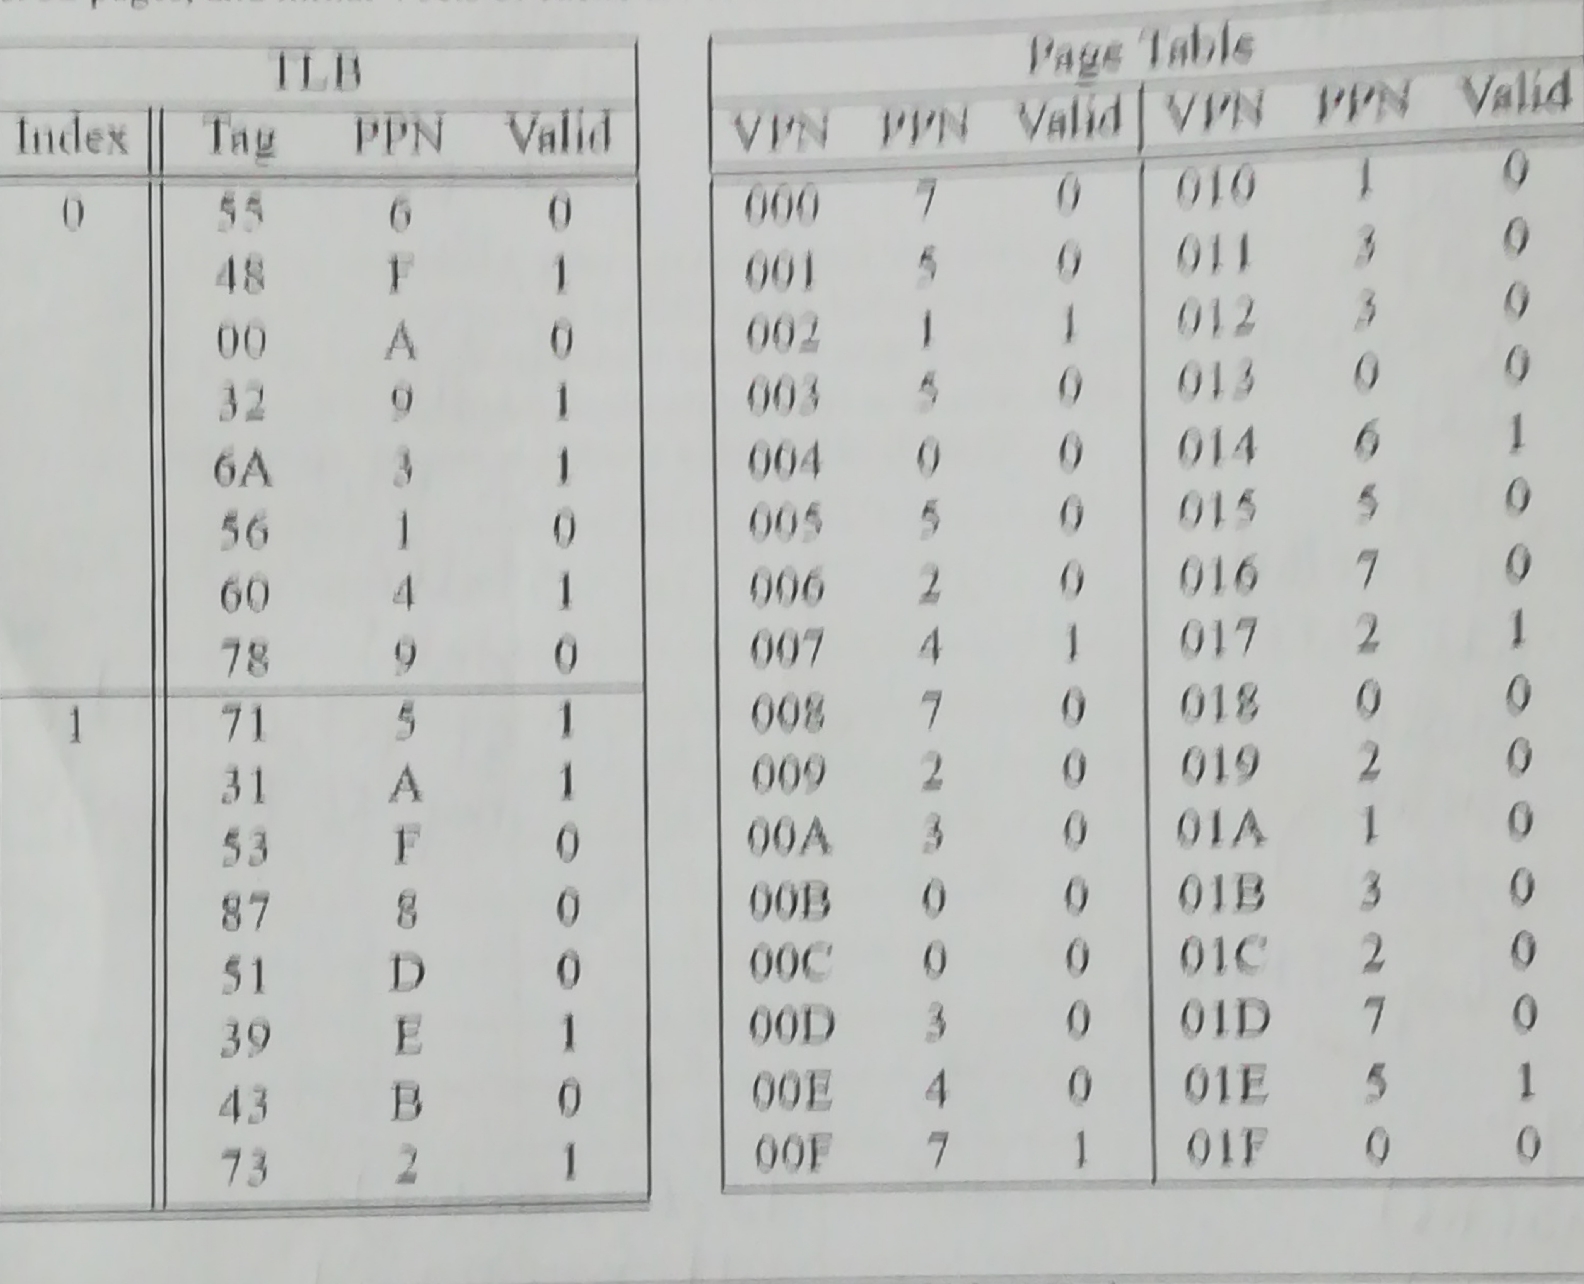 TLB
Index Tag PPN Valid
0 55 6 0
48 F 1
00 A 0
32 9 1
6A 3 1
56 1 0
60 4 1
78 9 0
1 71 5 1
31 A 1
53 F 0
87 8 0
51 D 0
39 E 1
43 B 0
73 2 1
Page Table
VPN PPN Valid VPN PPN Valid
000 7 0 010 1 0
001 5 0 011 3 0
002 1 1 012 3 0
003 5 0 013 0 0
004 0 0 014 6 1
005 5 0 015 5 0
006 2 0 016 7 0
007 4 1 017 2 1
008 7 0 018 0 0
009 2 0 019 2 0
00A 3 0 01A 1 0
00B 0 0 01B 3 0
00C 0 0 01C 2 0
00D 3 0 01D 7 0
00E 4 0 01E 5 1
00F 7 1 01F 0 0